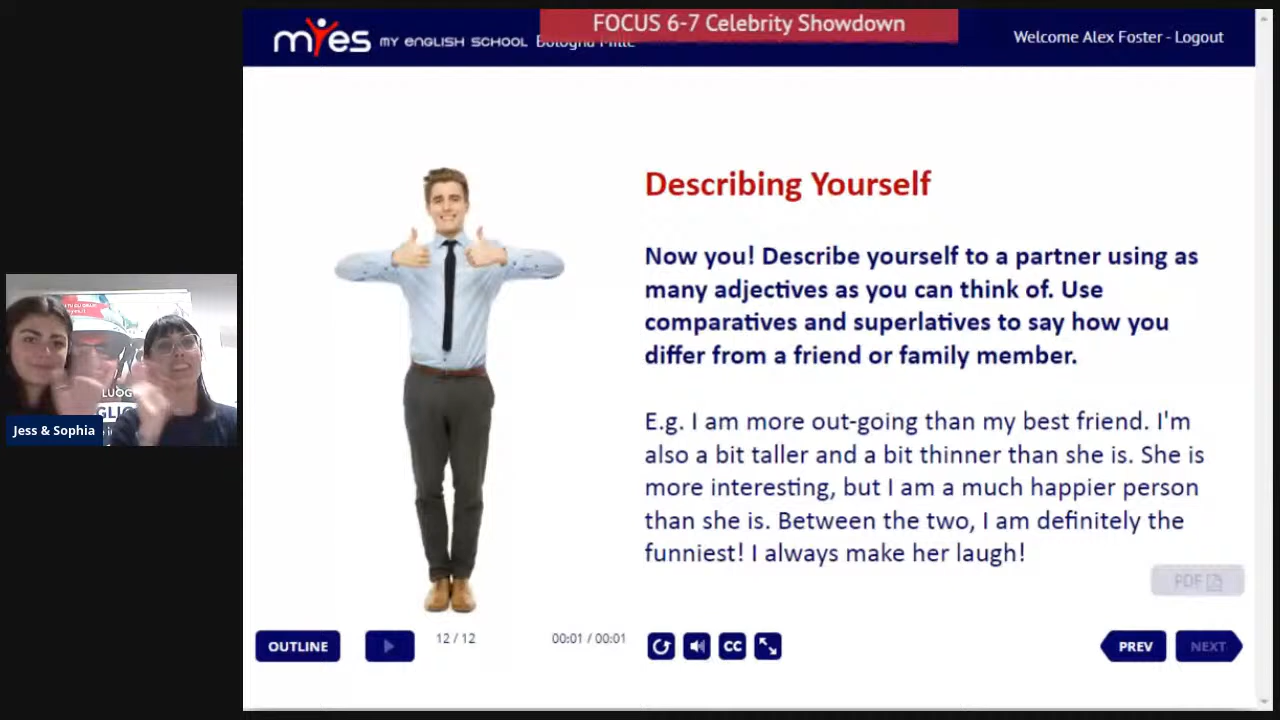 FOCUS 6-7 Celebrity Showdown
myes MY ENGLISH SCHOOL Bologna Mille
Welcome Alex Foster - Logout
Describing Yourself
Now you! Describe yourself to a partner using as
many adjectives as you can think of. Use
comparatives and superlatives to say how you
differ from a friend or family member.
E.g. I am more out-going than my best friend. I'm
also a bit taller and a bit thinner than she is. She is
more interesting, but I am a much happier person
than she is. Between the two, I am definitely the
funniest! I always make her laugh!
PDF
LUOG
GLIO
Jess & Sophia
OUTLINE
12 / 12
00:01 / 00:01
CC
PREV
NEXT